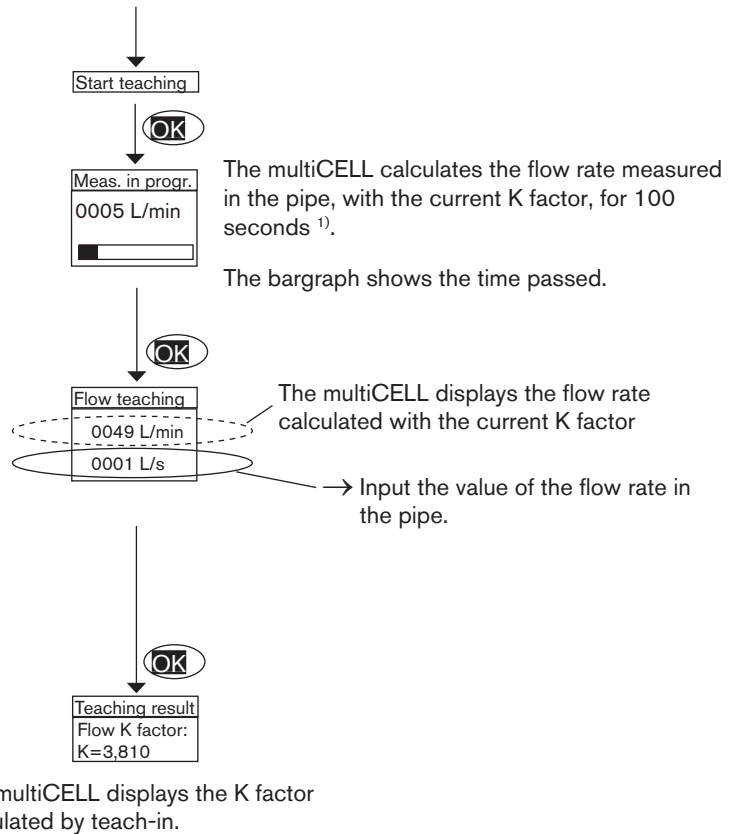 Start teaching
OK
Meas. in progr.
0005 L/min
The multiCELL calculates the flow rate measured
in the pipe, with the current K factor, for 100
seconds 1).
The bargraph shows the time passed.
OK
Flow teaching
0049 L/min
0001 L/s
The multiCELL displays the flow rate
calculated with the current K factor
→ Input the value of the flow rate in
the pipe.
OK
Teaching result
Flow K factor:
K=3,810
multiCELL displays the K factor
ulated by teach-in.